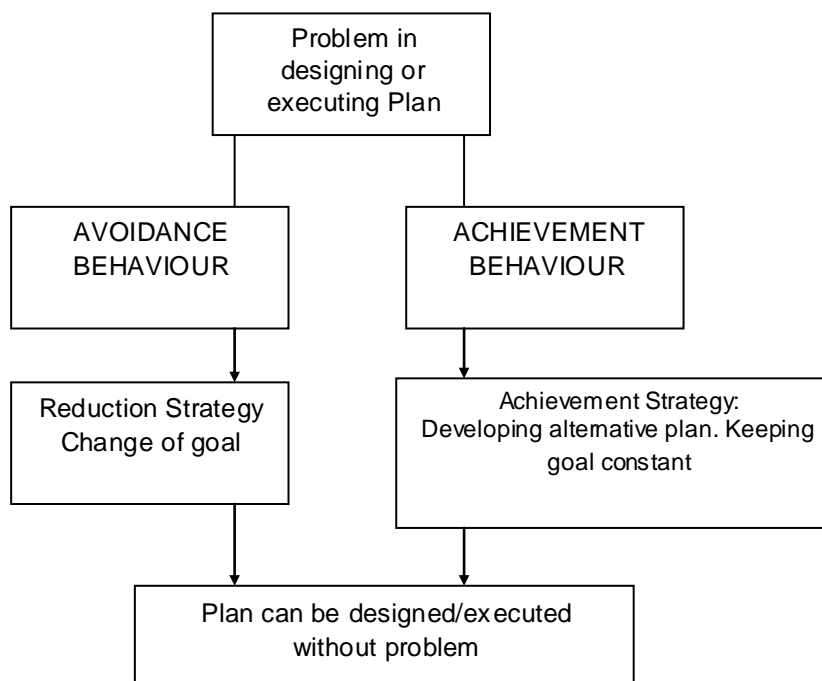 Problem in
designing or
executing Plan
AVOIDANCE
BEHAVIOUR
ACHIEVEMENT
BEHAVIOUR
Reduction Strategy
Change of goal
Achievement Strategy:
Developing alternative plan. Keeping
goal constant
Plan can be designed/executed
without problem